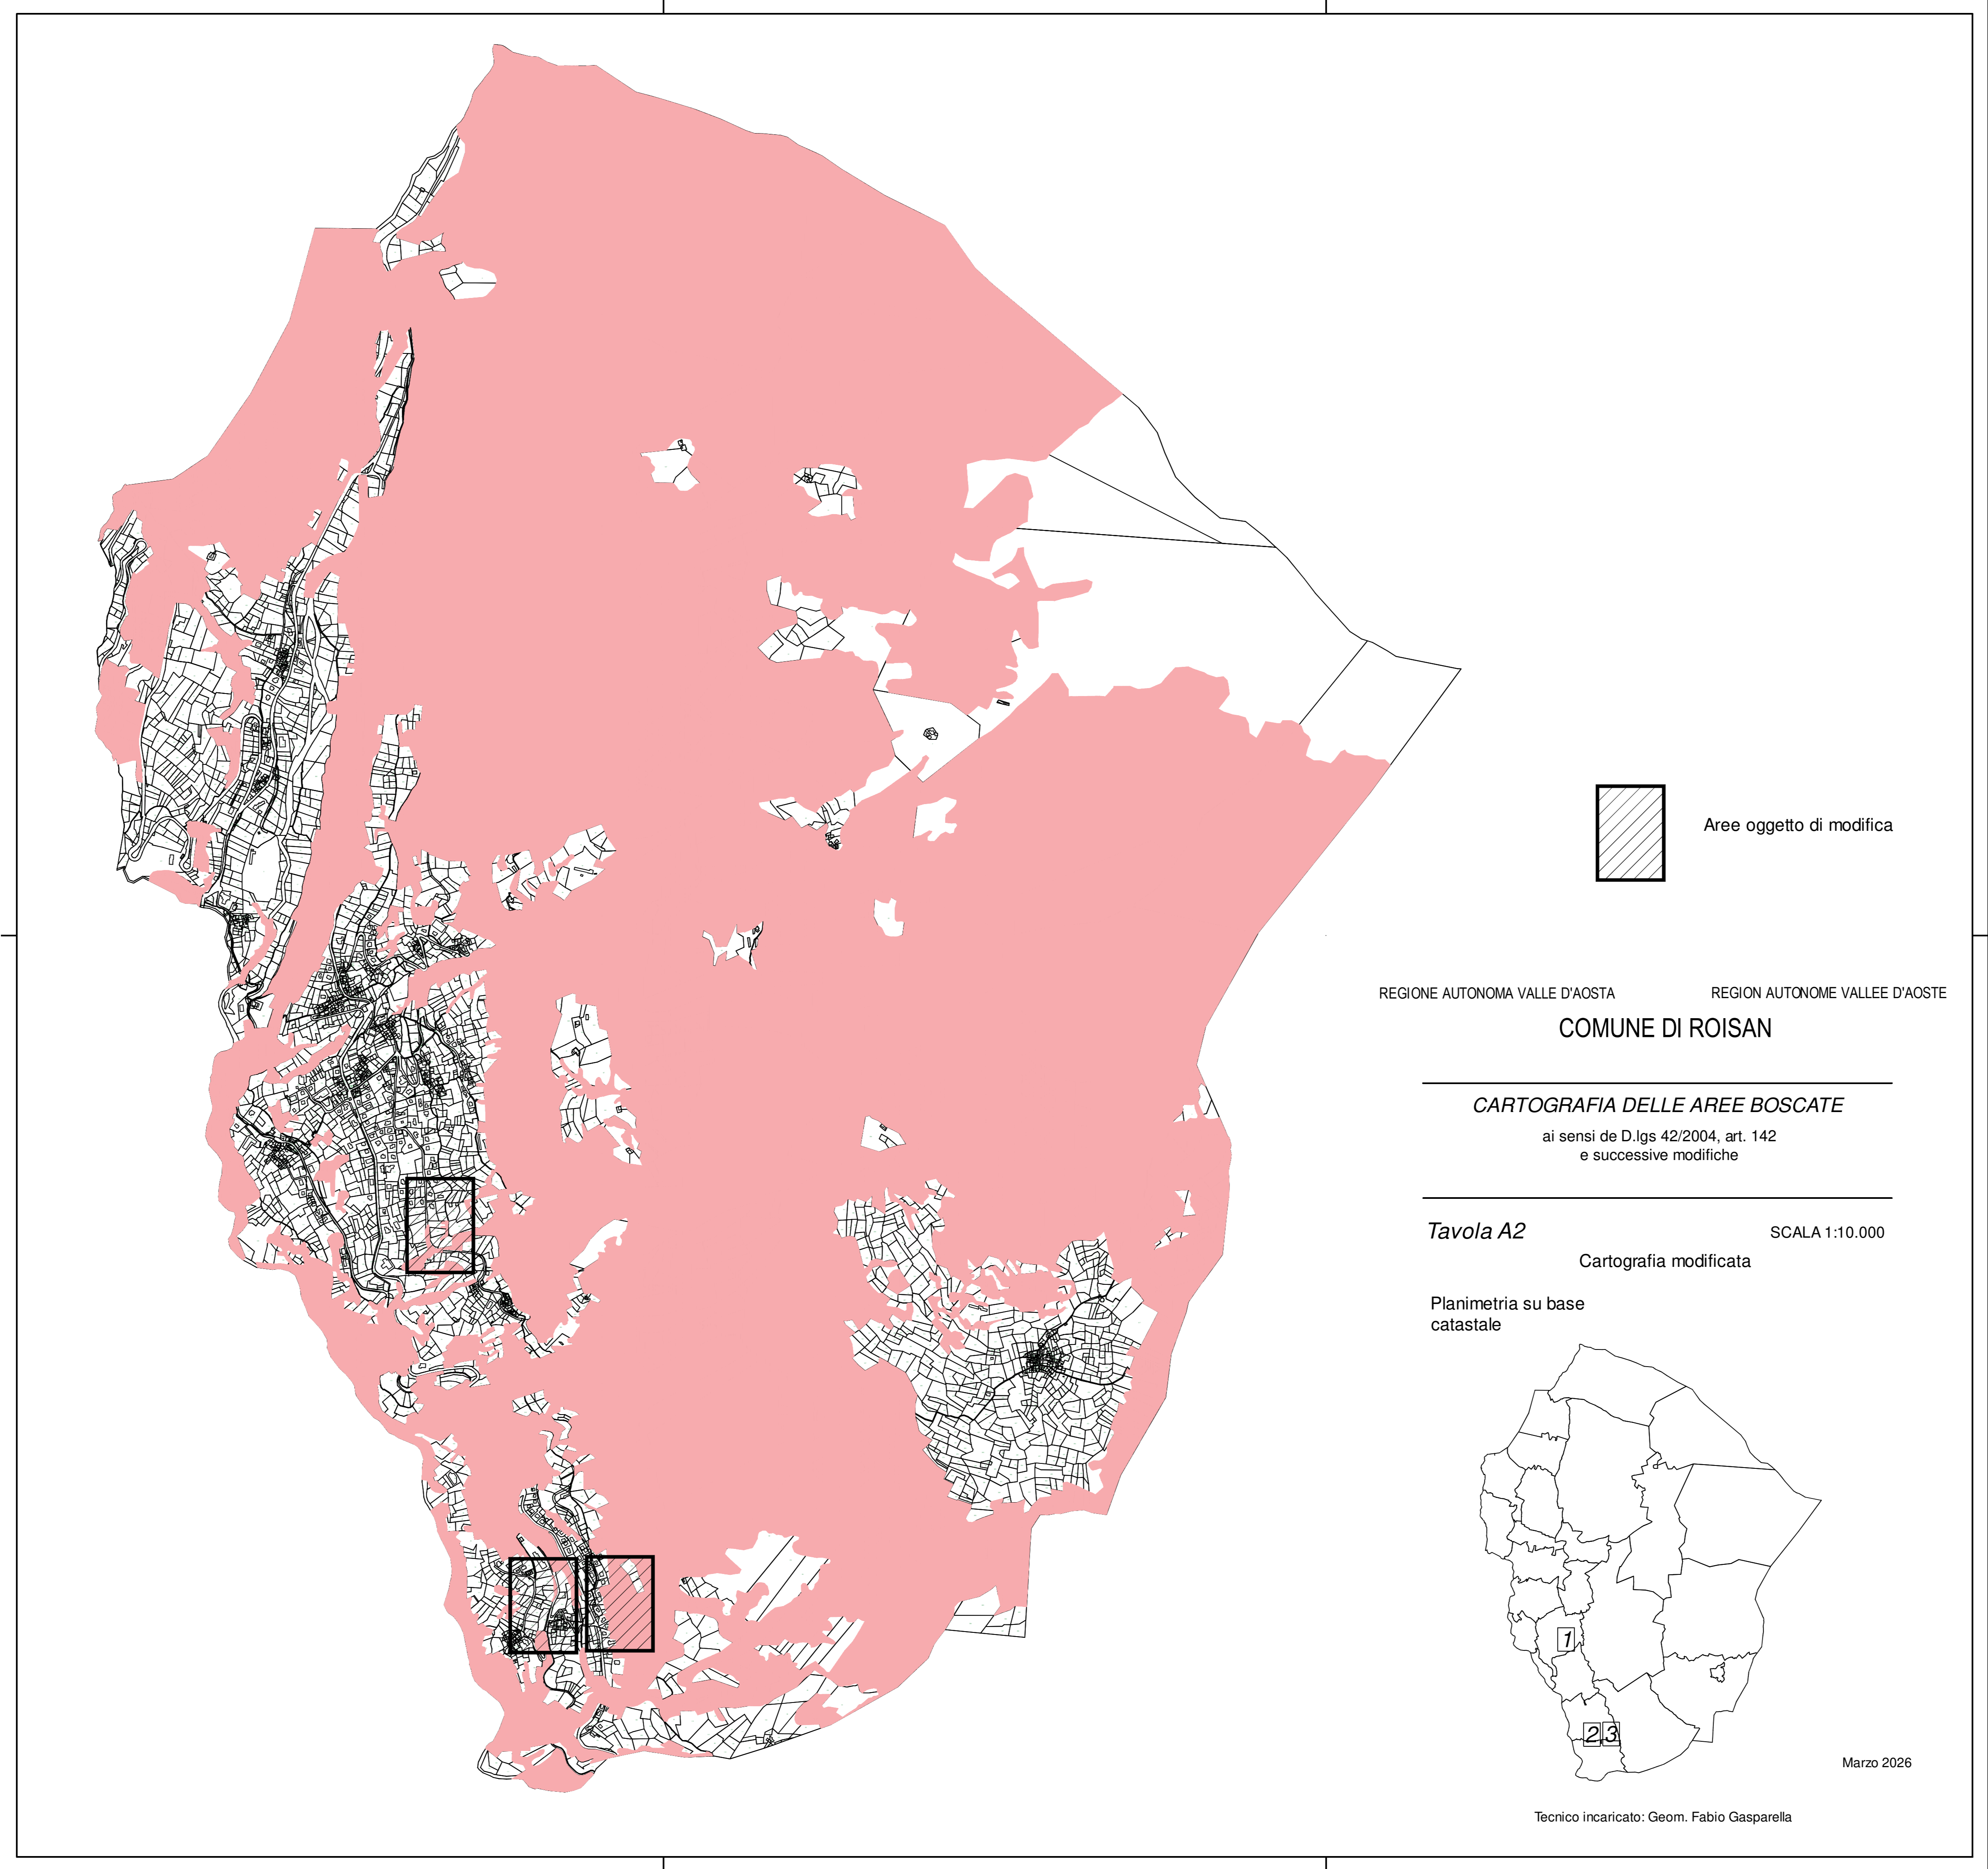 Aree oggetto di modifica
REGIONE AUTONOMA VALLE D'AOSTA
REGION AUTONOME VALLEE D'AOSTE
COMUNE DI ROISAN
CARTOGRAFIA DELLE AREE BOSCATE
ai sensi de D.lgs 42/2004, art. 142
e successive modifiche
Tavola A2
SCALA 1:10.000
Cartografia modificata
Planimetria su base
catastale
1
2
3
Marzo 2026
Tecnico incaricato: Geom. Fabio Gasparella